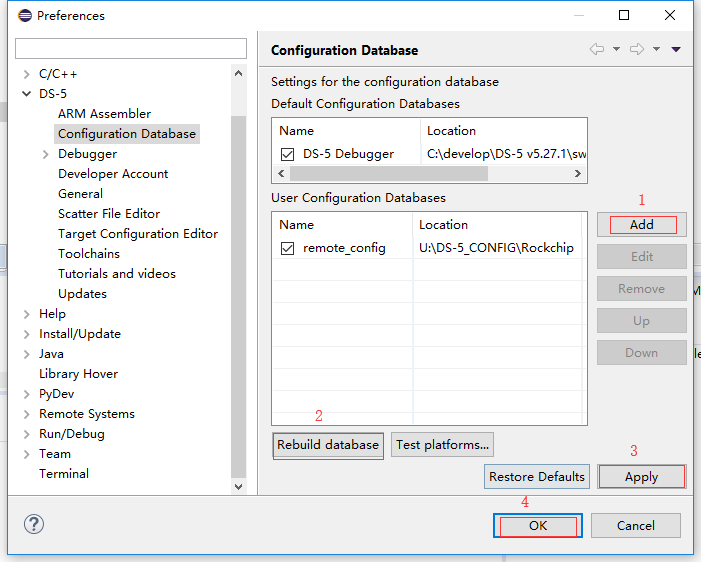 Preferences
Configuration Database
C/C++
DS-5
ARM Assembler
Configuration Database
Debugger
Developer Account
General
Scatter File Editor
Target Configuration Editor
Toolchains
Tutorials and videos
Updates
Help
Install/Update
Java
Library Hover
PyDev
Remote Systems
Run/Debug
Team
Terminal
Settings for the configuration database
Default Configuration Databases
Name Location
DS-5 Debugger C:\develop\DS-5 v5.27.1\sw
User Configuration Databases
Name Location
remote_config U:\DS-5_CONFIG\Rockchip
1
Add
Edit
Remove
Up
Down
2
Rebuild database Test platforms...
3
Restore Defaults Apply
4
OK Cancel